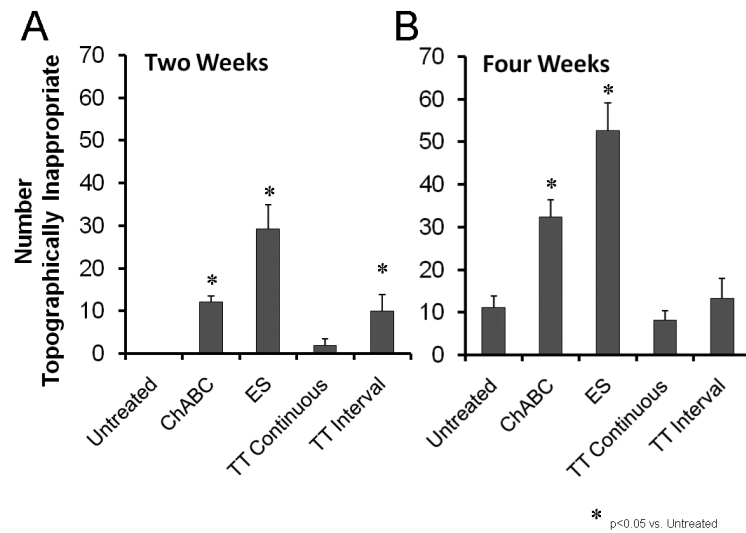 A
B
Two Weeks
Four Weeks
Number
Topographically Inappropriate
70
60
50
40
30
20
10
0
*
*
*
Untreated
ChABC
ES
TT Continuous
TT Interval
70
60
50
40
30
20
10
0
*
*
Untreated
ChABC
ES
TT Continuous
TT Interval
* p<0.05 vs. Untreated